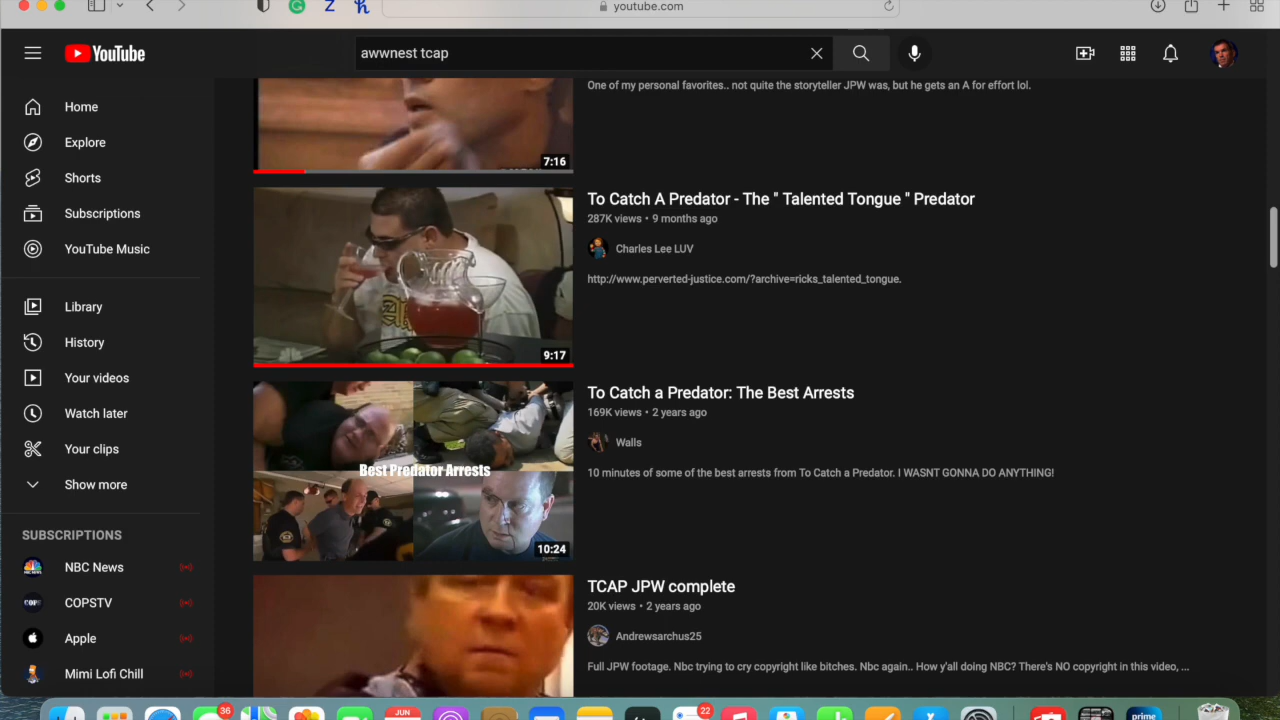 youtube.com
YouTube
awwnest tcap
Home
Explore
Shorts
Subscriptions
YouTube Music
Library
History
Your videos
Watch later
Your clips
Show more
SUBSCRIPTIONS
NBC News
COPSTV
Apple
Mimi Lofi Chill
One of my personal favorites.. not quite the storyteller JPW was, but he gets an A for effort lol.
7:16
To Catch A Predator - The " Talented Tongue " Predator
287K views • 9 months ago
Charles Lee LUV
http://www.perverted-justice.com/?archive=ricks_talented_tongue.
9:17
To Catch a Predator: The Best Arrests
169K views • 2 years ago
Walls
10 minutes of some of the best arrests from To Catch a Predator. I WASNT GONNA DO ANYTHING!
Best Predator Arrests
10:24
TCAP JPW complete
20K views • 2 years ago
Andrewsarchus25
Full JPW footage. Nbc trying to cry copyright like bitches. Nbc again.. How y'all doing NBC? There's NO copyright in this video, ...
36
JUN
22
prime